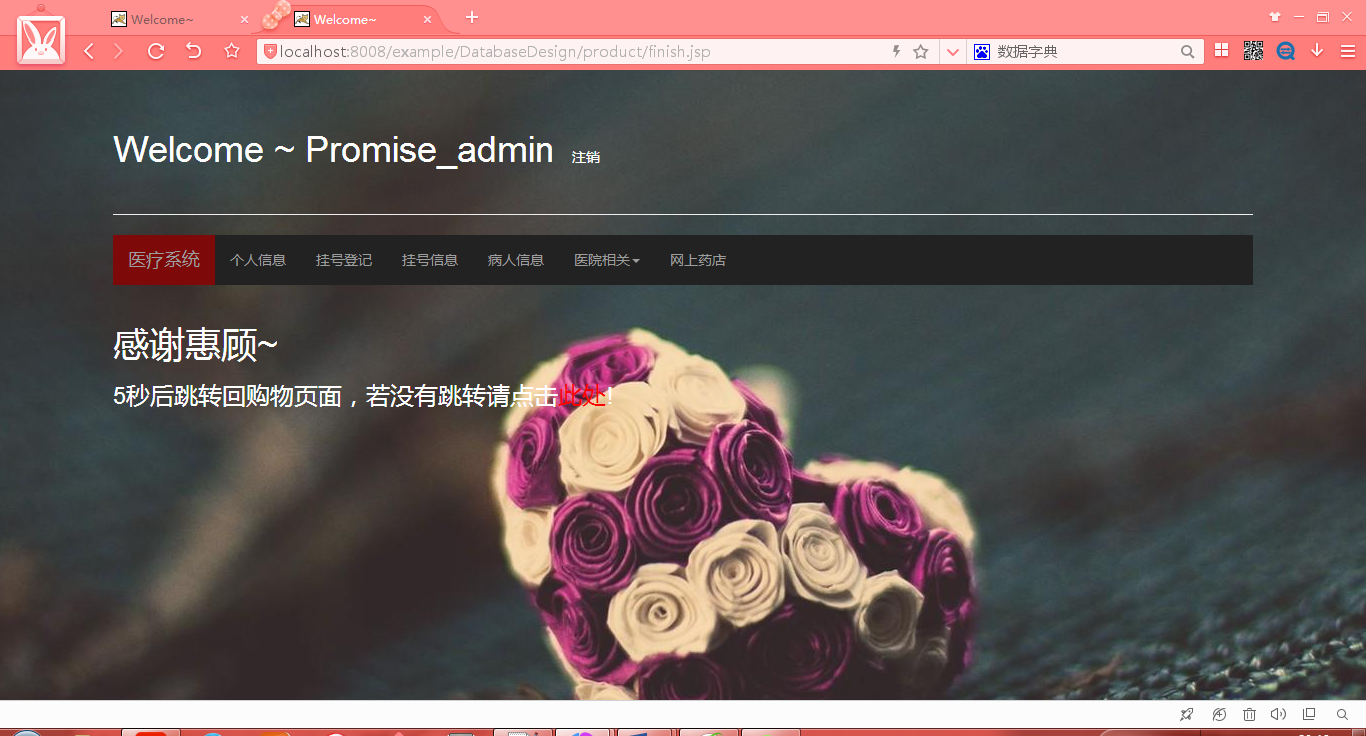 Welcome~
Welcome~
localhost:8008/example/DatabaseDesign/product/finish.jsp
数据字典
Welcome ~ Promise_admin 注销
医疗系统 个人信息 挂号登记 挂号信息 病人信息 医院相关 网上药店
感谢惠顾~
5秒后跳转回购物页面，若没有跳转请点击此处!